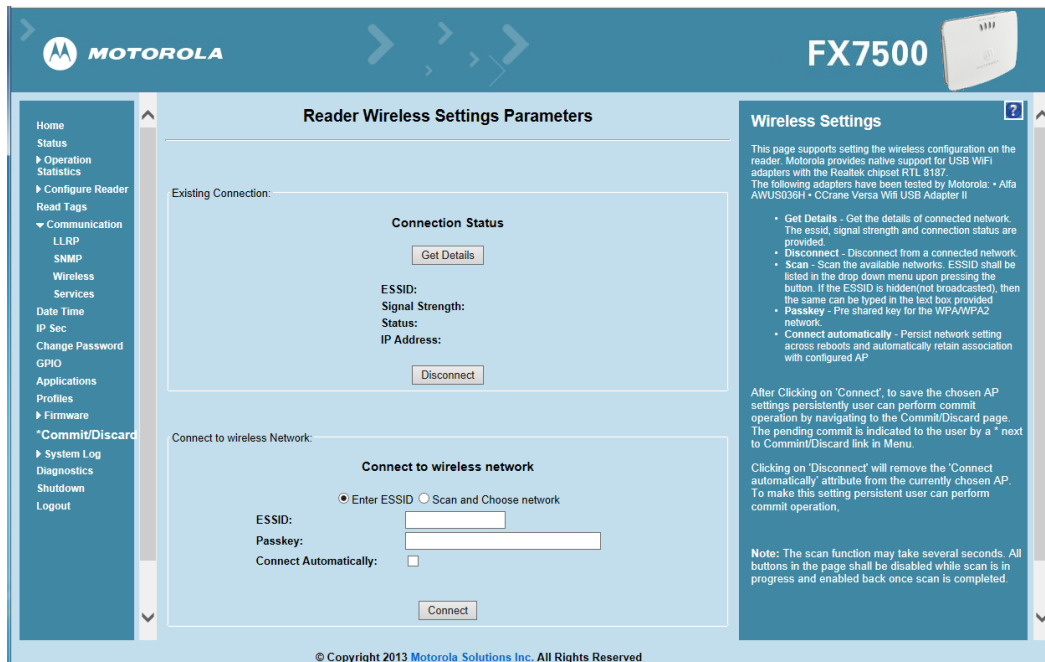 MOTOROLA
FX7500
Home
Status
Operation
Statistics
Configure Reader
Read Tags
Communication
LLRP
SNMP
Wireless
Services
Date Time
IP Sec
Change Password
GPIO
Applications
Profiles
Firmware
*Commit/Discard
System Log
Diagnostics
Shutdown
Logout
Reader Wireless Settings Parameters
Existing Connection:
Connection Status
Get Details
ESSID:
Signal Strength:
Status:
IP Address:
Disconnect
Connect to wireless Network:
Connect to wireless network
Enter ESSID Scan and Choose network
ESSID:
Passkey:
Connect Automatically:
Connect
Wireless Settings
?
This page supports setting the wireless configuration on the
reader. Motorola provides native support for USB WiFi
adapters with the Realtek chipset RTL 8187.
The following adapters have been tested by Motorola: • Alfa
AWUS036H • CCrane Versa Wifi USB Adapter II
• Get Details - Get the details of connected network.
The essid, signal strength and connection status are
provided.
• Disconnect - Disconnect from a connected network.
• Scan - Scan the available networks. ESSID shall be
listed in the drop down menu upon pressing the
button. If the ESSID is hidden(not broadcasted), then
the same can be typed in the text box provided
• Passkey - Pre shared key for the WPA/WPA2
network.
• Connect automatically - Persist network setting
across reboots and automatically retain association
with configured AP
After Clicking on 'Connect', to save the chosen AP
settings persistently user can perform commit
operation by navigating to the Commit/Discard page.
The pending commit is indicated to the user by a * next
to Commint/Discard link in Menu.
Clicking on 'Disconnect' will remove the 'Connect
automatically' attribute from the currently chosen AP.
To make this setting persistent user can perform
commit operation,
Note: The scan function may take several seconds. All
buttons in the page shall be disabled while scan is in
progress and enabled back once scan is completed.
© Copyright 2013 Motorola Solutions Inc. All Rights Reserved